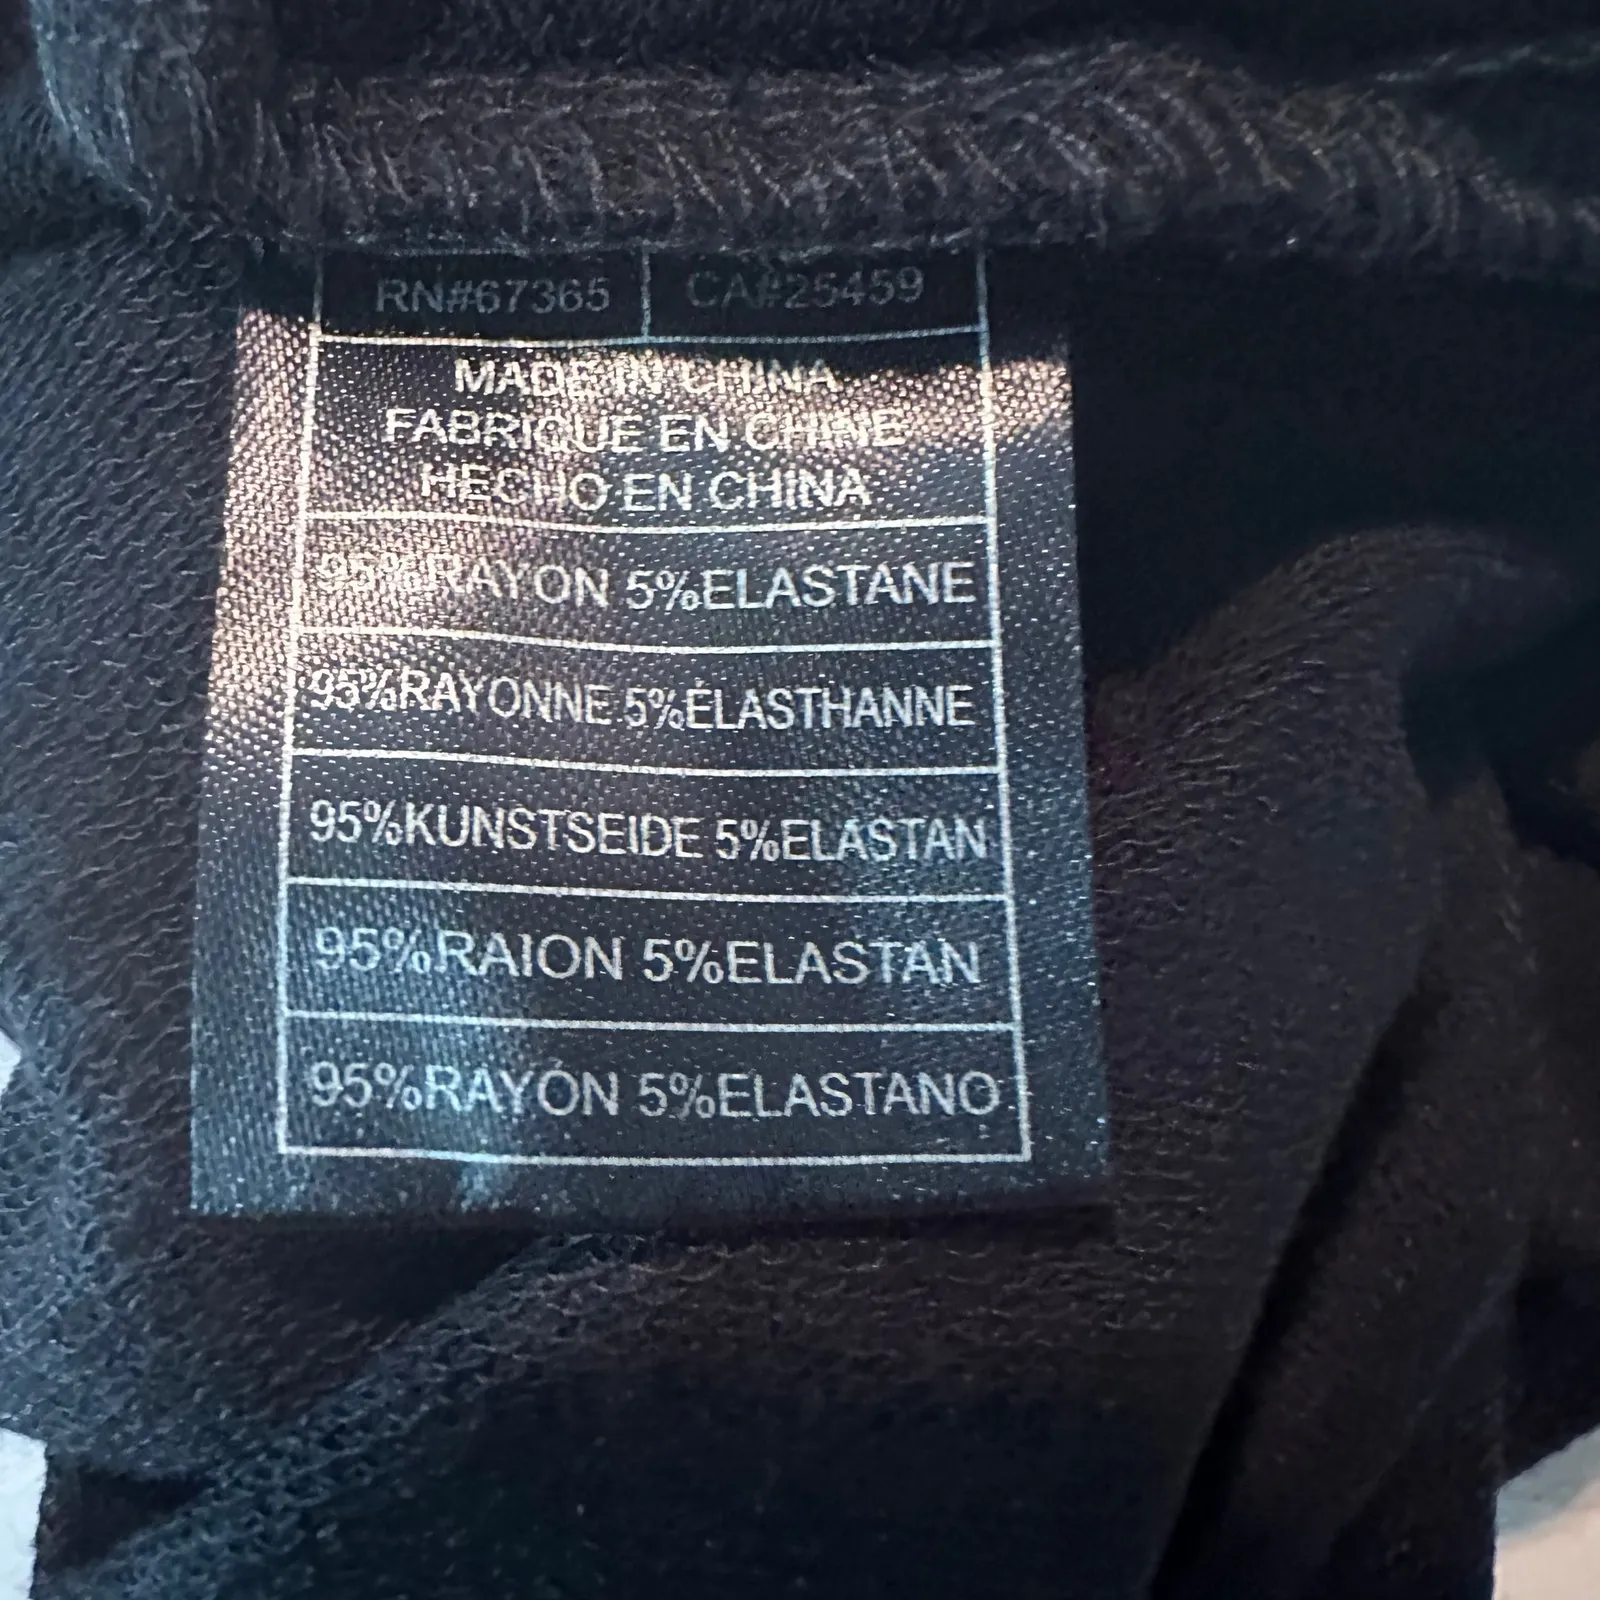 RN#67365 CA#25459
MADE IN CHINA
FABRIQUE EN CHINE
HECHO EN CHINA
95%RAYON 5%ELASTANE
95%RAYONNE 5%ÉLASTHANNE
95%KUNSTSEIDE 5%ELASTAN
95%RAION 5%ELASTAN
95%RAYÓN 5%ELASTANO